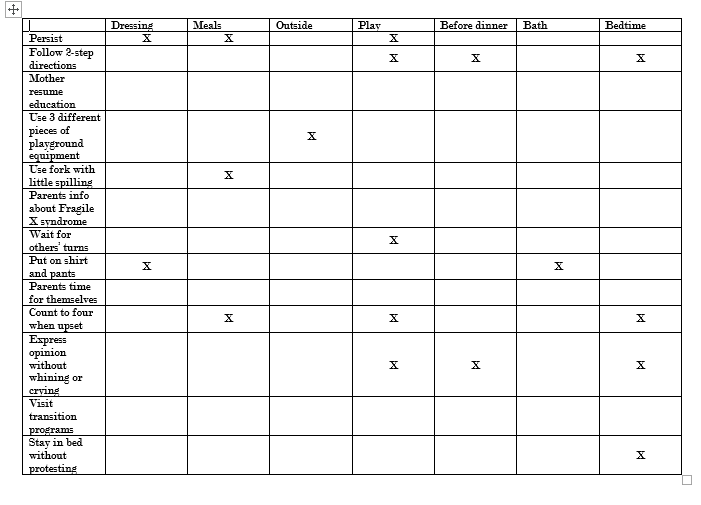 Dressing Meals Outside Play Before dinner Bath Bedtime
Persist X X X
Follow 2-step
directions X X X
Mother
resume
education
Use 3 different
pieces of
playground
equipment X
Use fork with
little spilling X
Parents info
about Fragile
X syndrome
Wait for
others' turns X
Put on shirt
and pants X X
Parents time
for themselves
Count to four
when upset X X X
Express
opinion
without
whining or
crying X X X
Visit
transition
programs
Stay in bed
without
protesting X